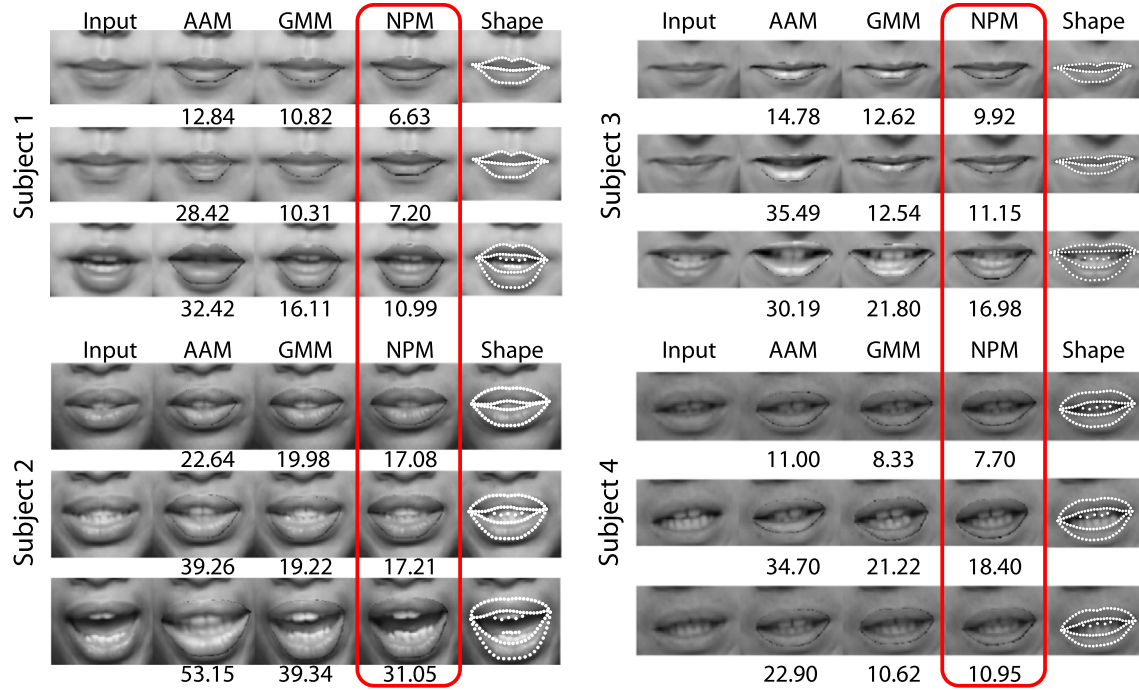 Input AAM GMM NPM Shape
Subject 1
12.84 10.82 6.63
28.42 10.31 7.20
32.42 16.11 10.99
Input AAM GMM NPM Shape
Subject 3
14.78 12.62 9.92
35.49 12.54 11.15
30.19 21.80 16.98
Input AAM GMM NPM Shape
Subject 2
22.64 19.98 17.08
39.26 19.22 17.21
53.15 39.34 31.05
Input AAM GMM NPM Shape
Subject 4
11.00 8.33 7.70
34.70 21.22 18.40
22.90 10.62 10.95